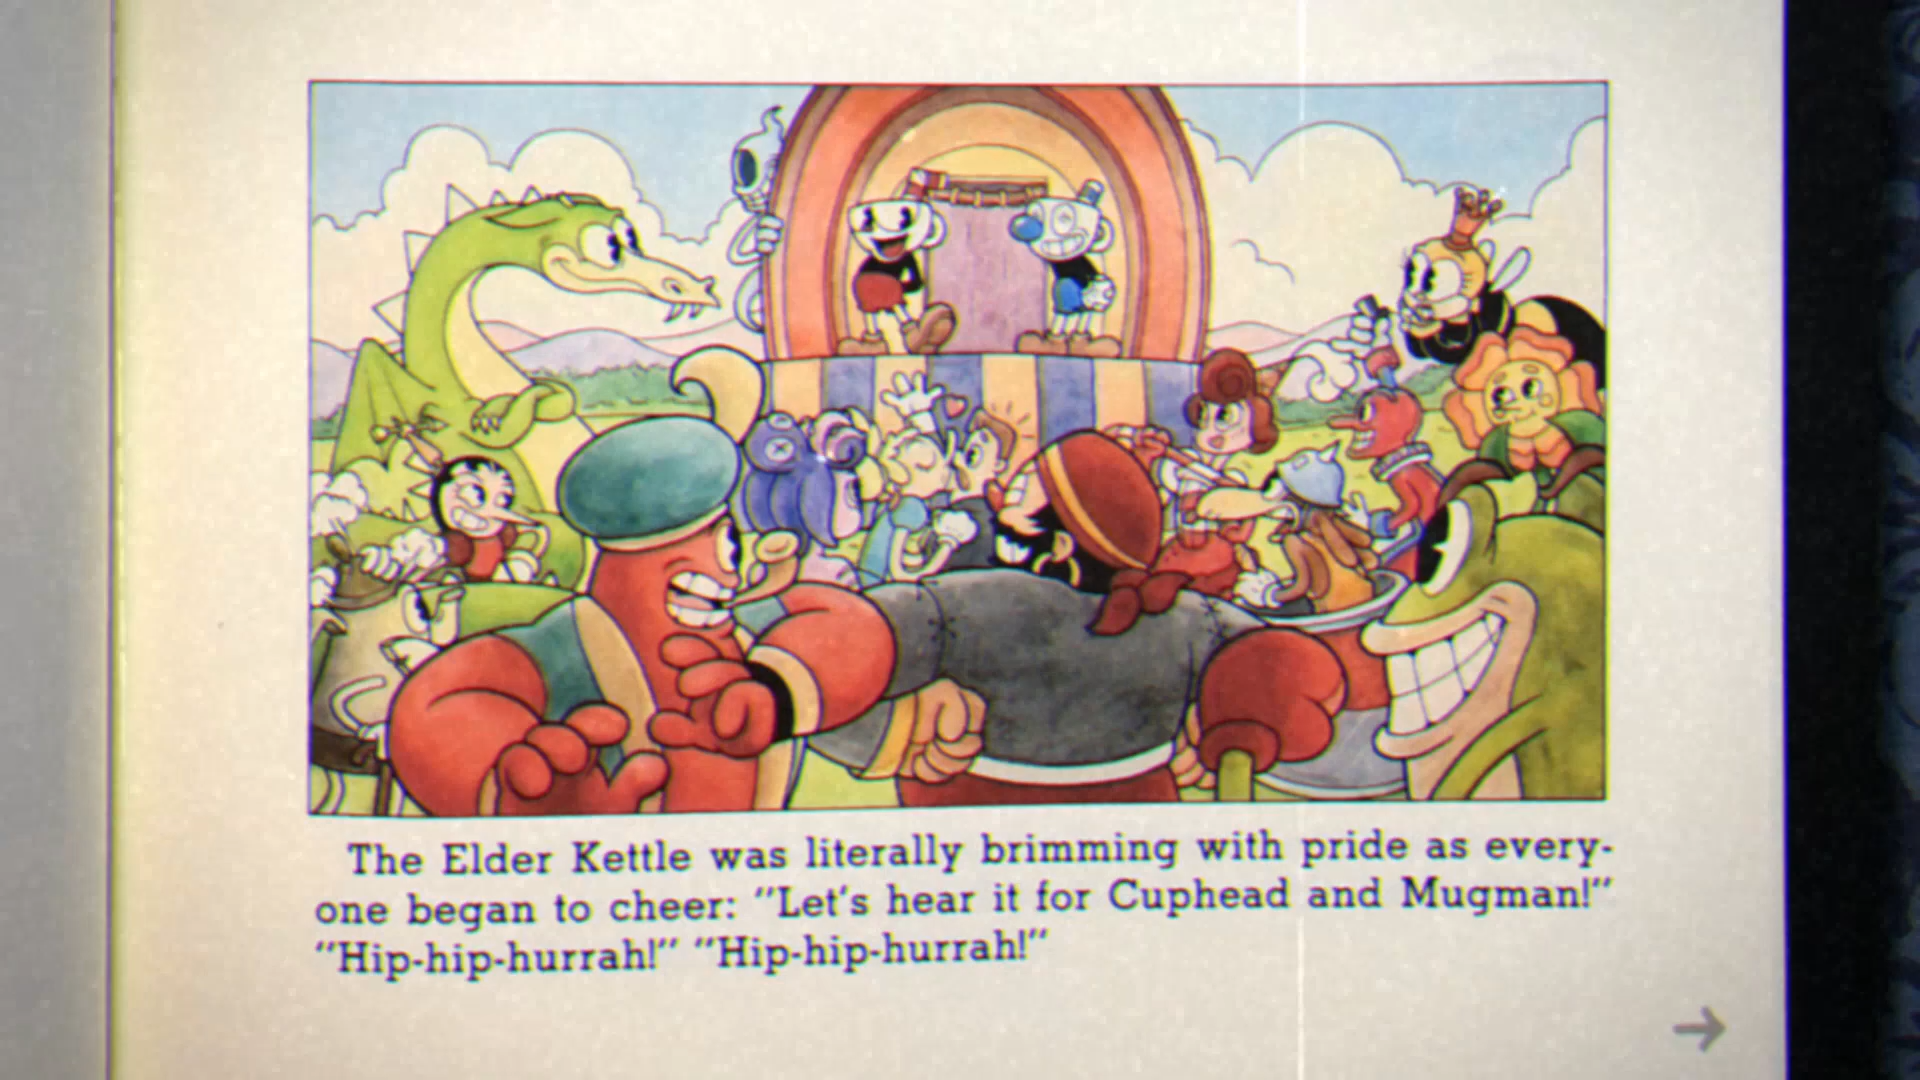 The Elder Kettle was literally brimming with pride as every-
one began to cheer: “Let's hear it for Cuphead and Mugman!”
“Hip-hip-hurrah!” “Hip-hip-hurrah!”